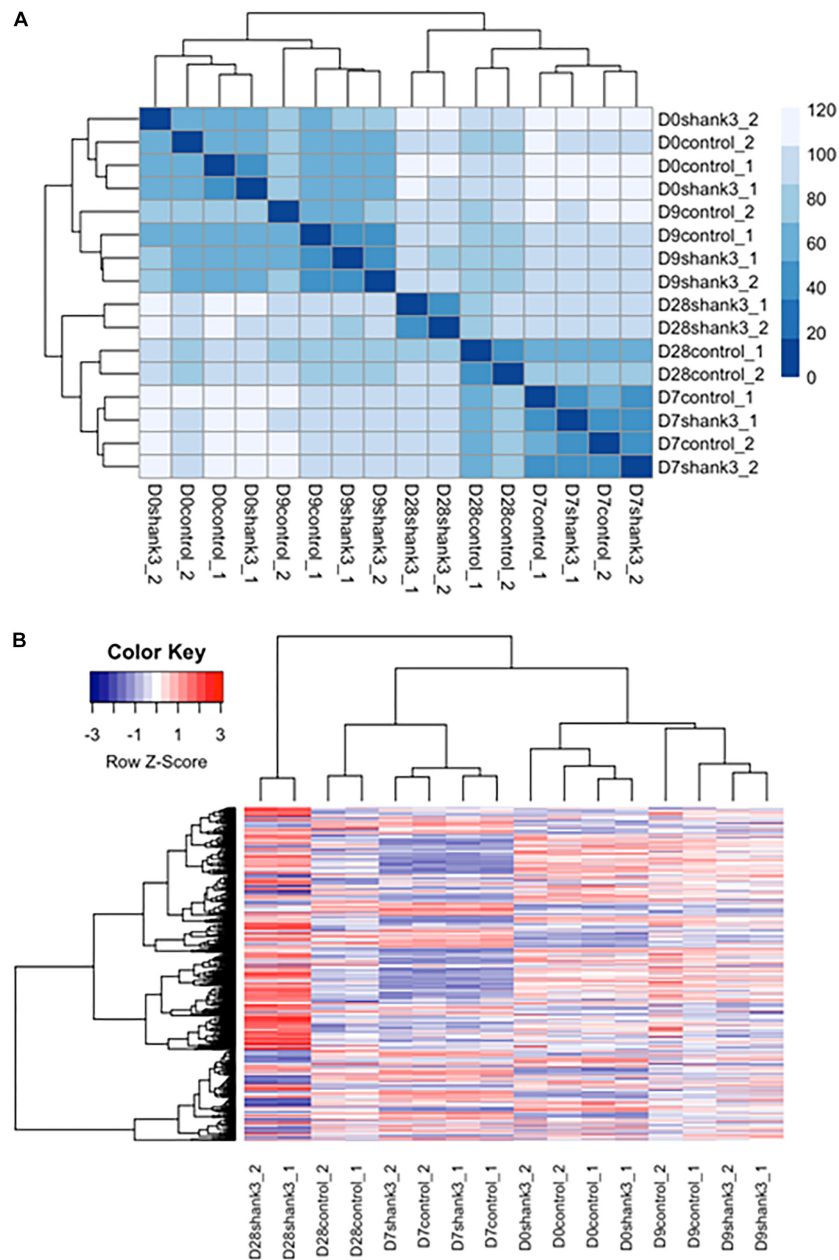 A
D0shank3_2
D0control_2
D0control_1
D0shank3_1
D9control_2
D9control_1
D9shank3_1
D9shank3_2
D28shank3_1
D28shank3_2
D28control_1
D28control_2
D7control_1
D7shank3_1
D7control_2
D7shank3_2
120
100
80
60
40
20
0
D0shank3_2
D0control_2
D0control_1
D0shank3_1
D9control_2
D9control_1
D9shank3_1
D9shank3_2
D28shank3_1
D28shank3_2
D28control_1
D28control_2
D7control_1
D7shank3_1
D7control_2
D7shank3_2
B
Color Key
-3 -1 1 3
Row Z-Score
D28shank3_2
D28shank3_1
D28control_2
D28control_1
D7shank3_2
D7control_2
D7shank3_1
D7control_1
D0shank3_2
D0control_2
D0control_1
D0shank3_1
D9control_2
D9control_1
D9shank3_2
D9shank3_1